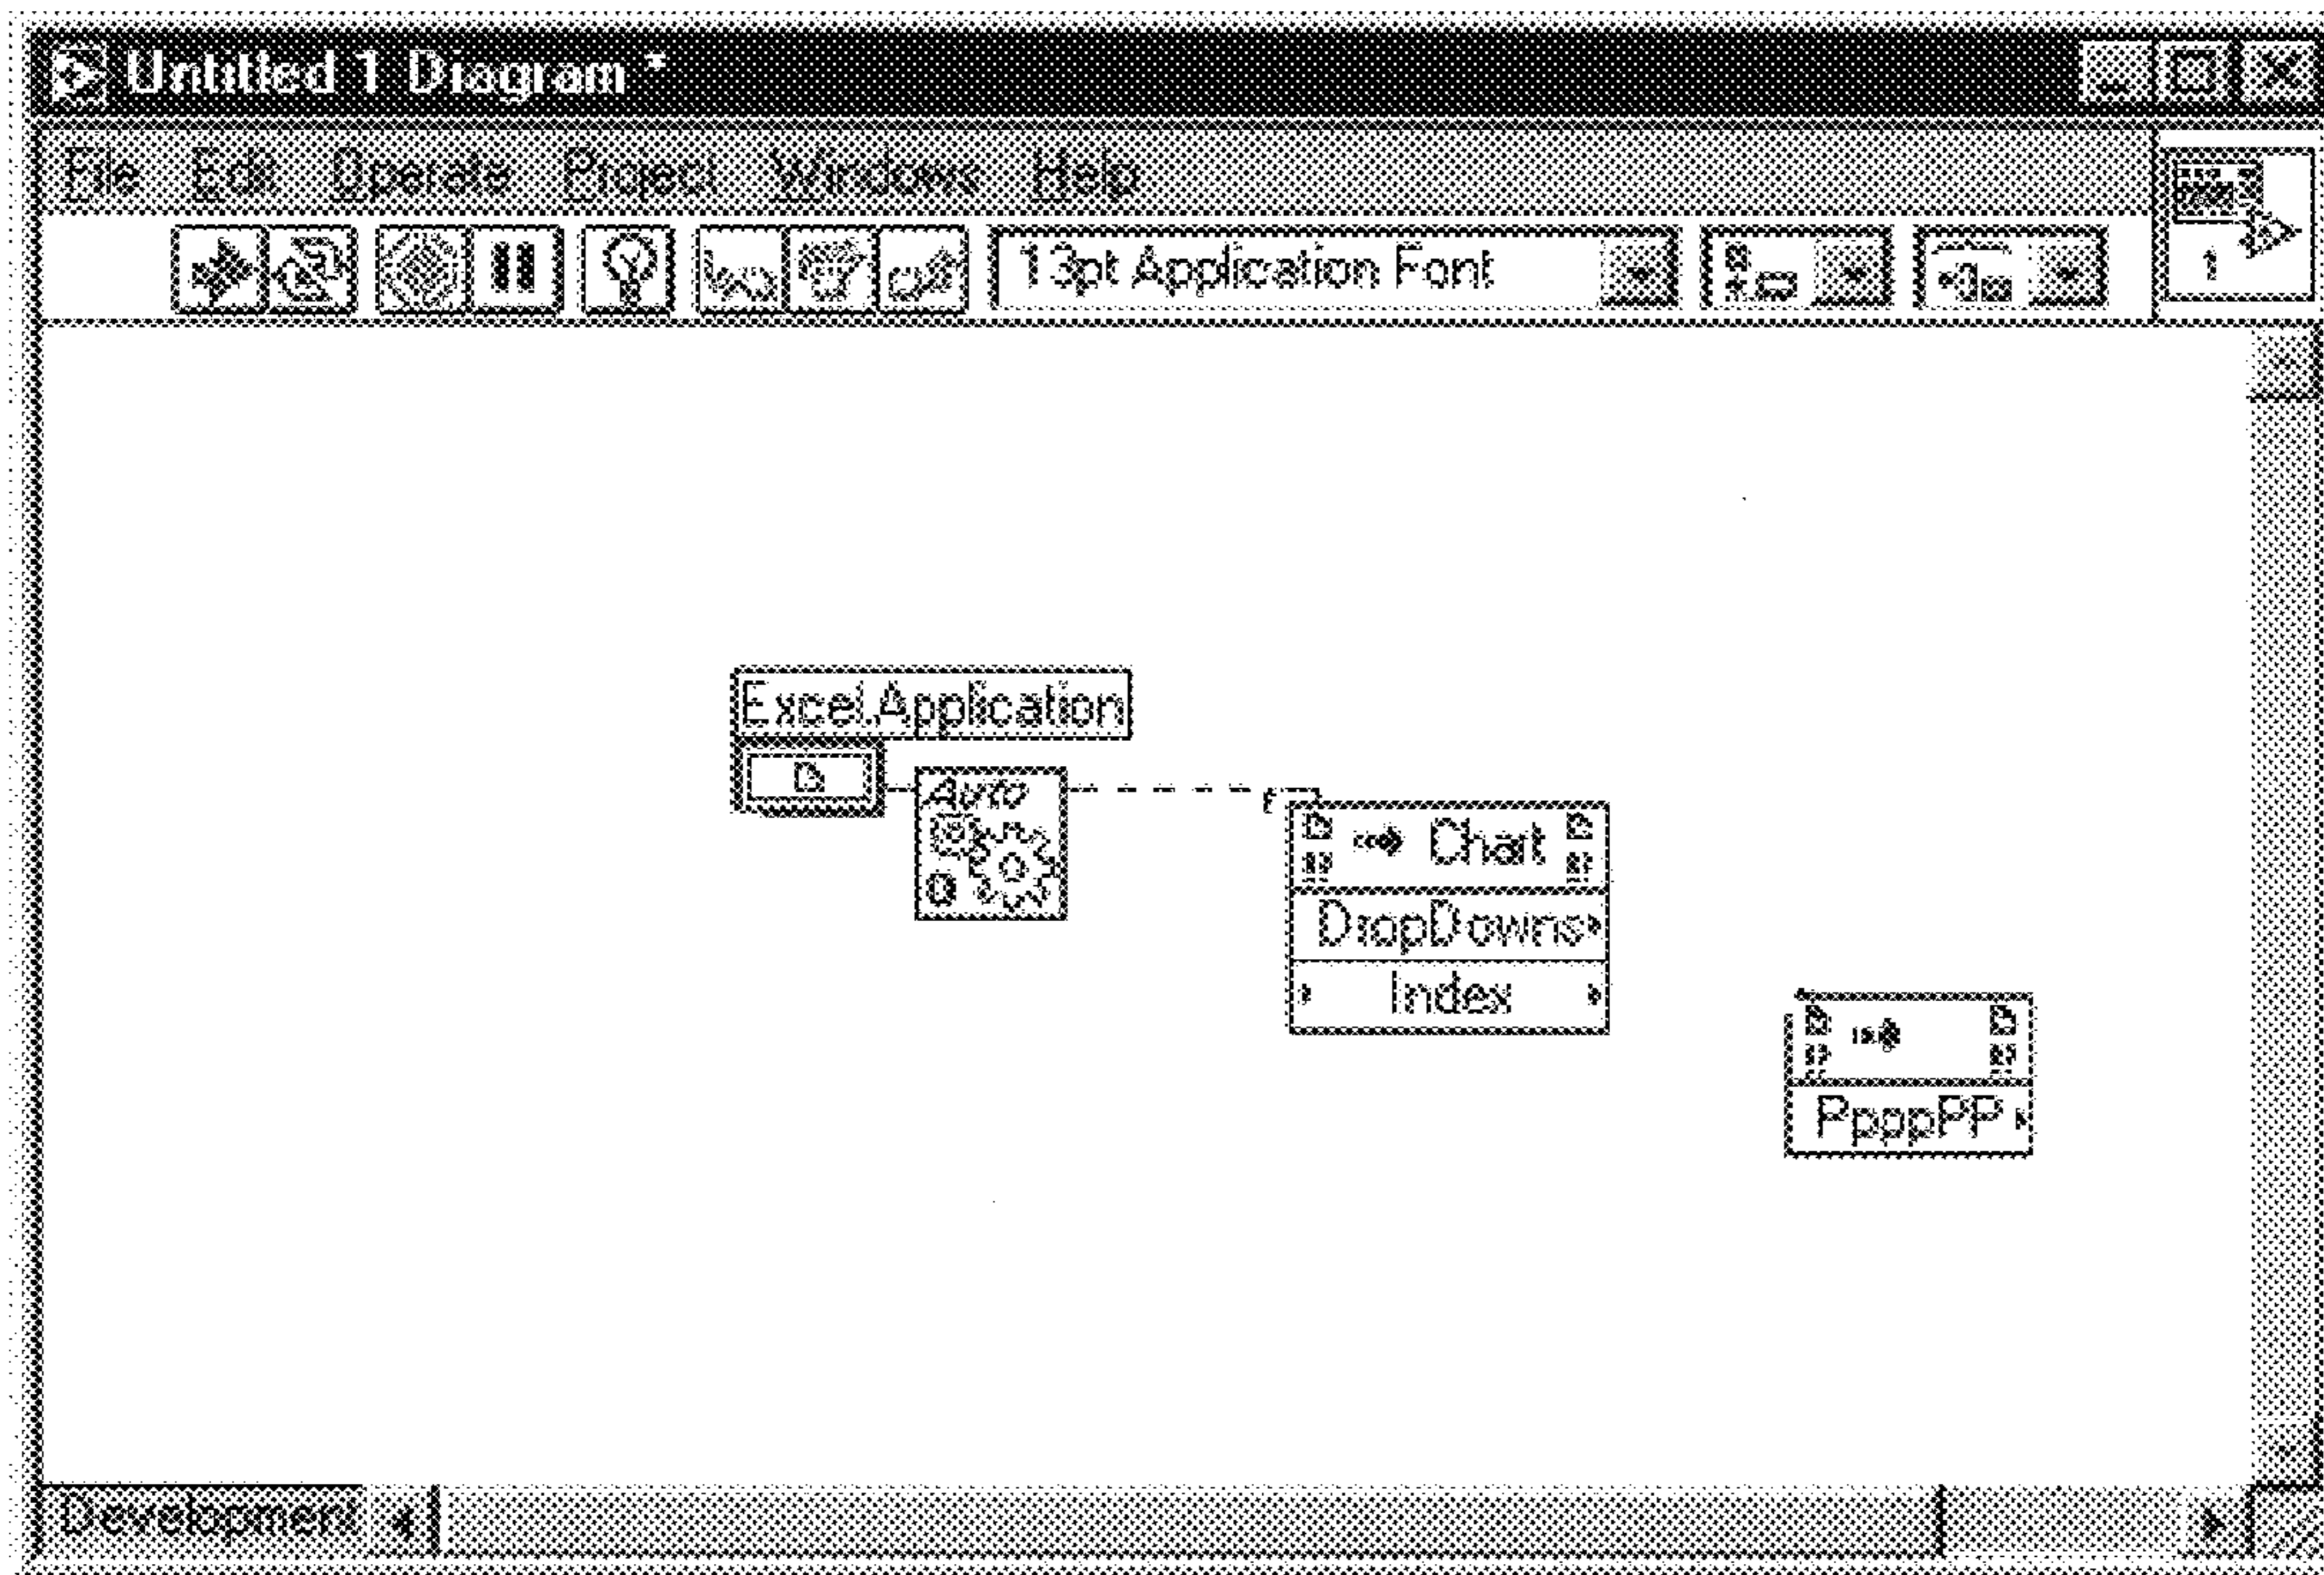 Untitled 1 Diagram *
File Edit Operate Project Windows Help
13pt Application Font
1
Excel.Application
Auto
Chart
DropDowns
Index
PpppPP
Development